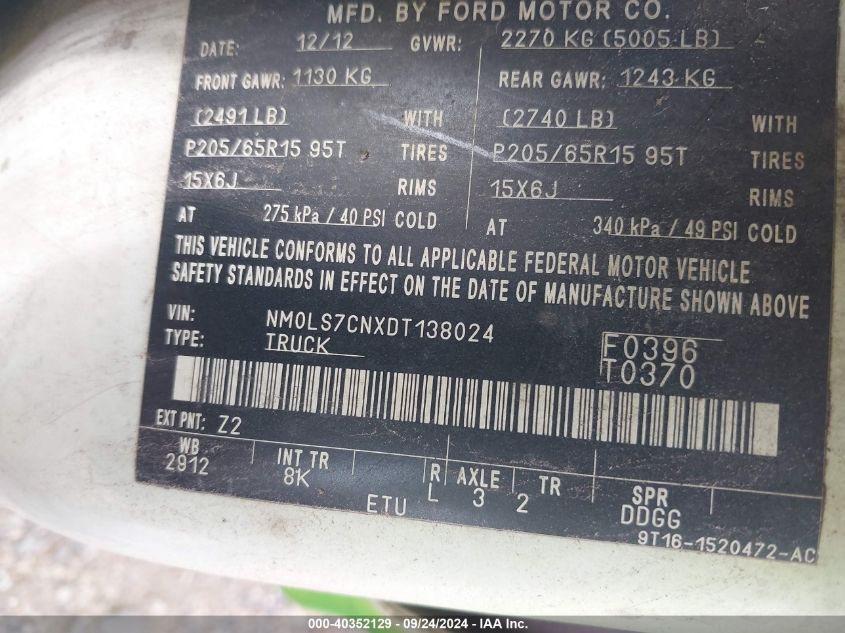 MFD. BY FORD MOTOR CO.
DATE: 12/12 GVWR: 2270 KG (5005 LB)
FRONT GAWR: 1130 KG REAR GAWR: 1243 KG
(2491 LB) WITH (2740 LB) WITH
P205/65R15 95T TIRES P205/65R15 95T TIRES
15X6J RIMS 15X6J RIMS
AT 275 kPa / 40 PSI COLD AT 340 kPa / 49 PSI COLD
THIS VEHICLE CONFORMS TO ALL APPLICABLE FEDERAL MOTOR VEHICLE
SAFETY STANDARDS IN EFFECT ON THE DATE OF MANUFACTURE SHOWN ABOVE
VIN: NM0LS7CNXDT138024
TYPE: TRUCK F0396
T0370
EXT PNT: Z2
WB INT TR R AXLE TR SPR
2912 8K L 3 2 DDGG
ETU 9T16-1520472-AC
000-40352129 - 09/24/2024 - IAA Inc.